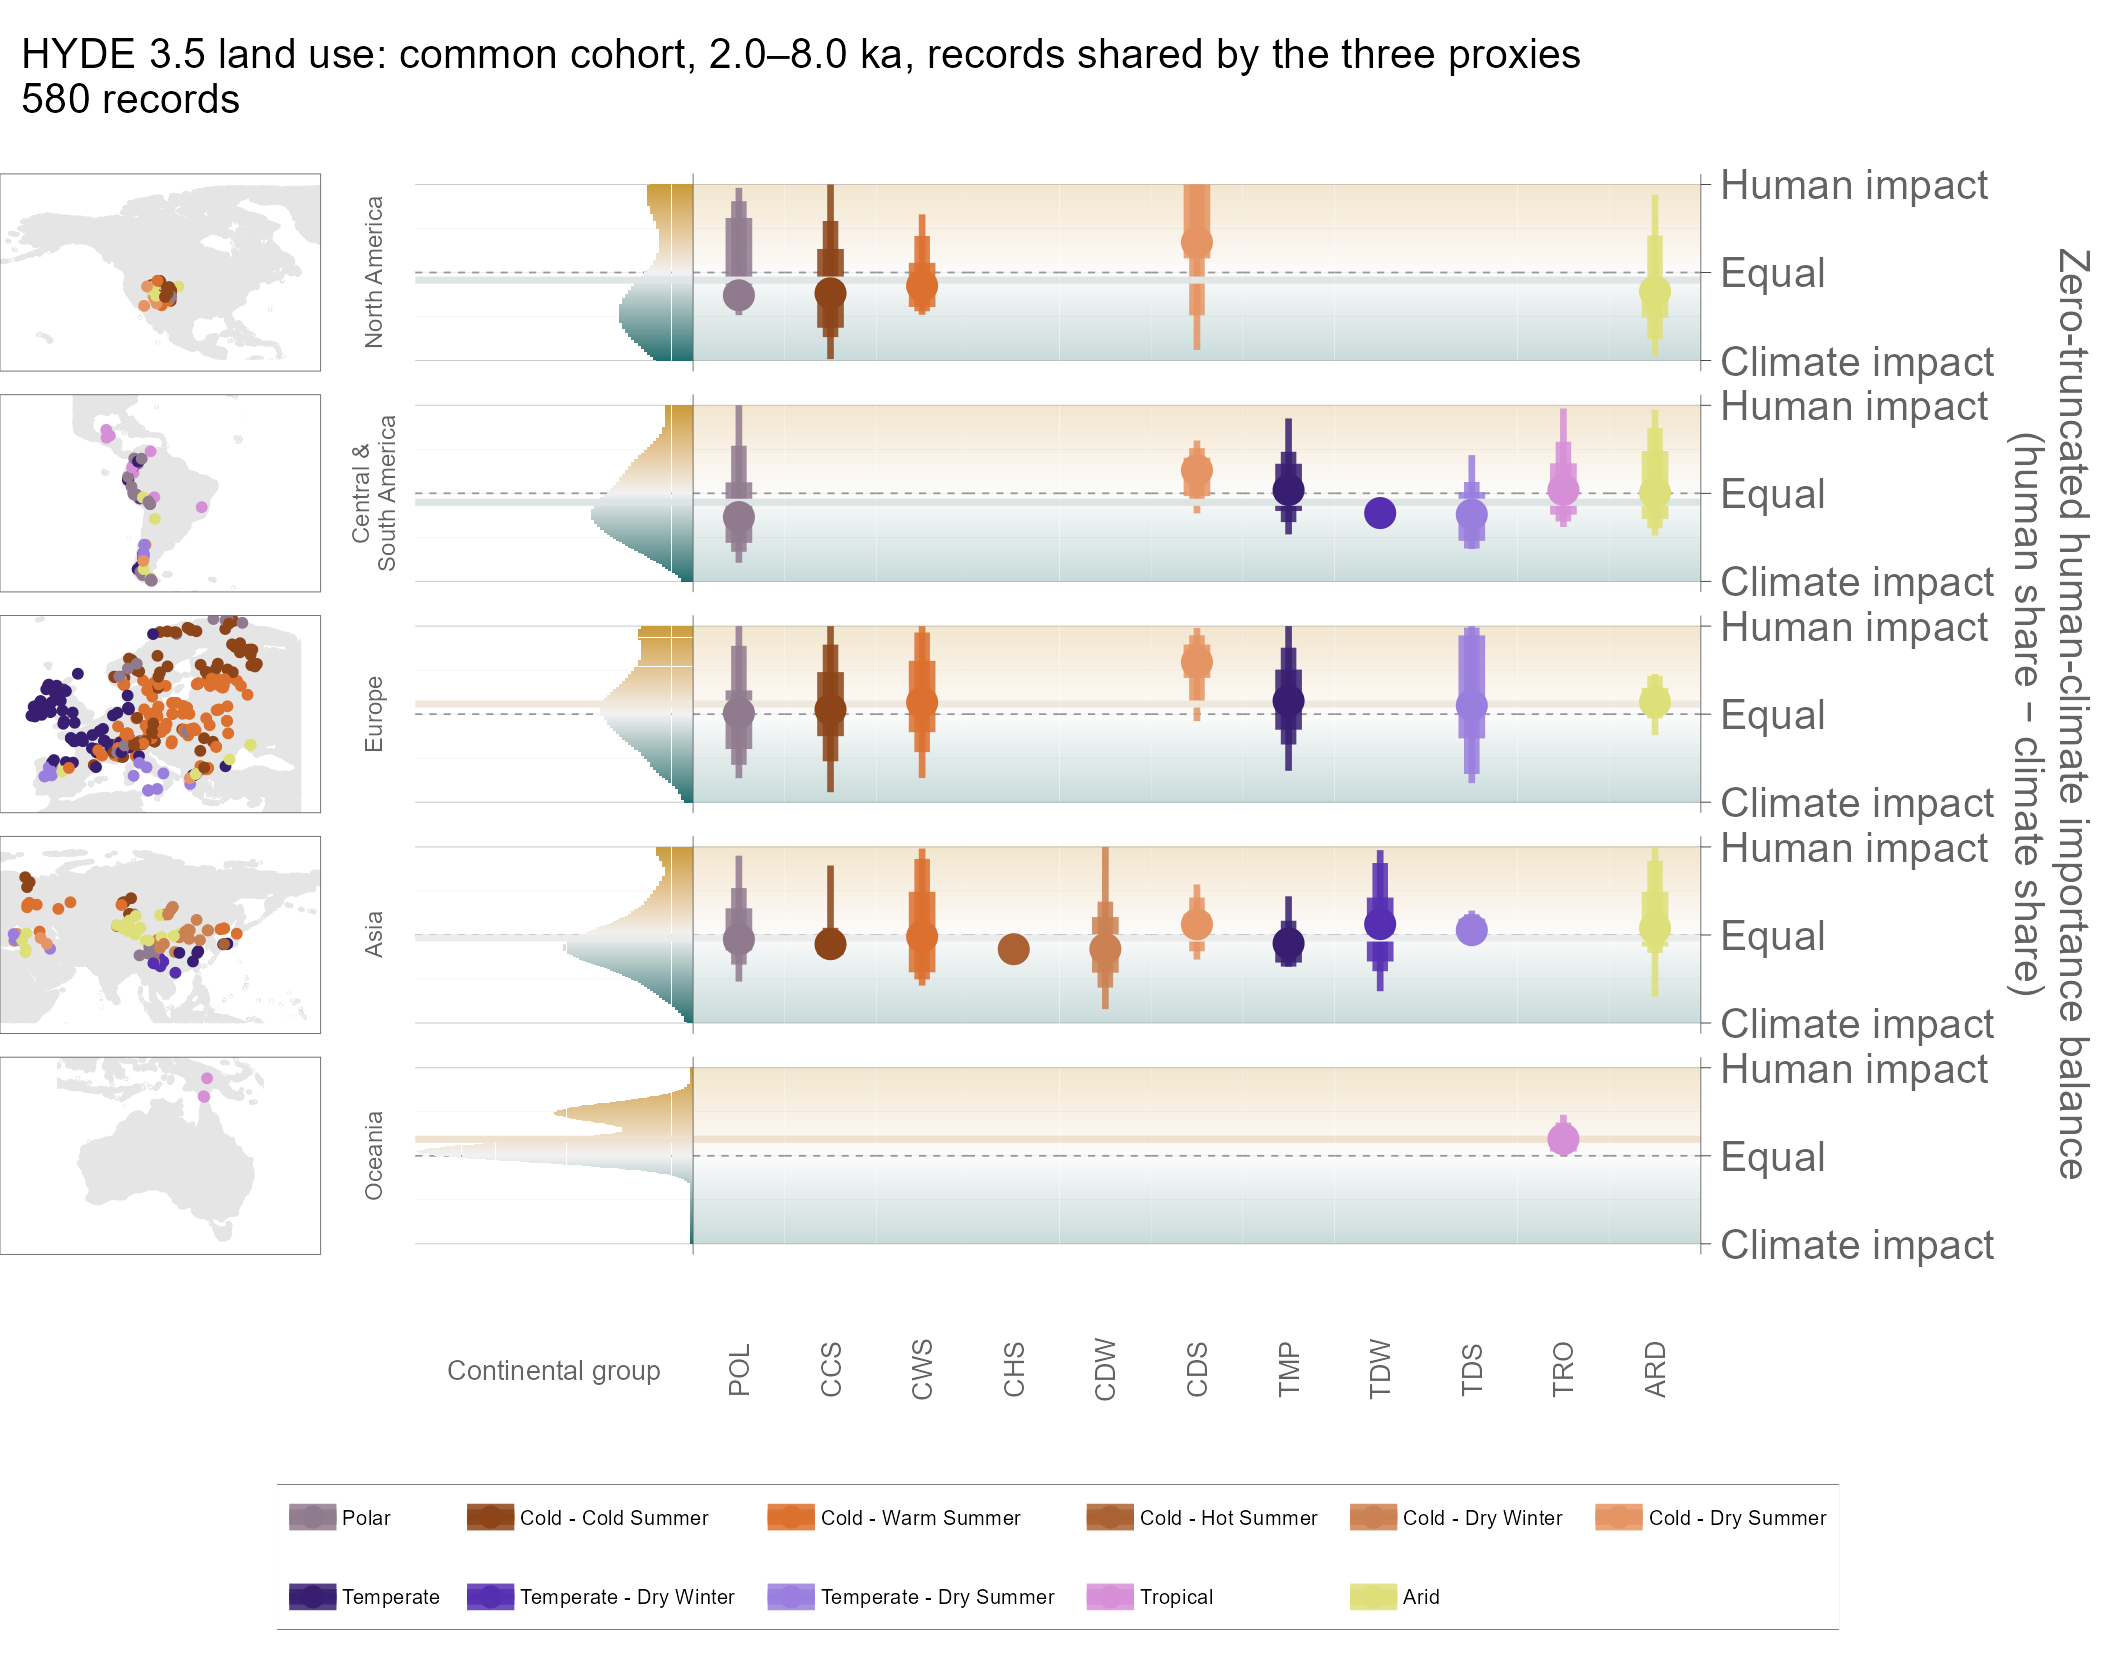 HYDE 3.5 land use: common cohort, 2.0–8.0 ka, records shared by the three proxies
580 records
North America
Human impact
Equal
Climate impact
Central &
South America
Human impact
Equal
Climate impact
Europe
Human impact
Equal
Climate impact
Asia
Human impact
Equal
Climate impact
Oceania
Human impact
Equal
Climate impact
Zero-truncated human-climate importance balance
(human share – climate share)
Continental group
POL
CCS
CWS
CHS
CDW
CDS
TMP
TDW
TDS
TRO
ARD
Polar
Cold - Cold Summer
Cold - Warm Summer
Cold - Hot Summer
Cold - Dry Winter
Cold - Dry Summer
Temperate
Temperate - Dry Winter
Temperate - Dry Summer
Tropical
Arid